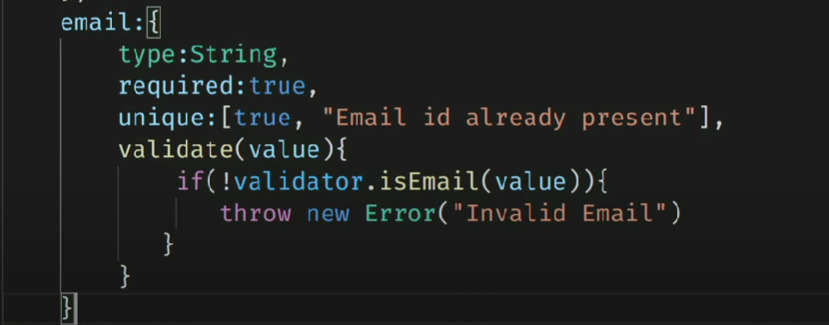 email:{
type:String,
required:true,
unique:[true, "Email id already present"],
validate(value){
if(!validator.isEmail(value)){
throw new Error("Invalid Email")
}
}
}